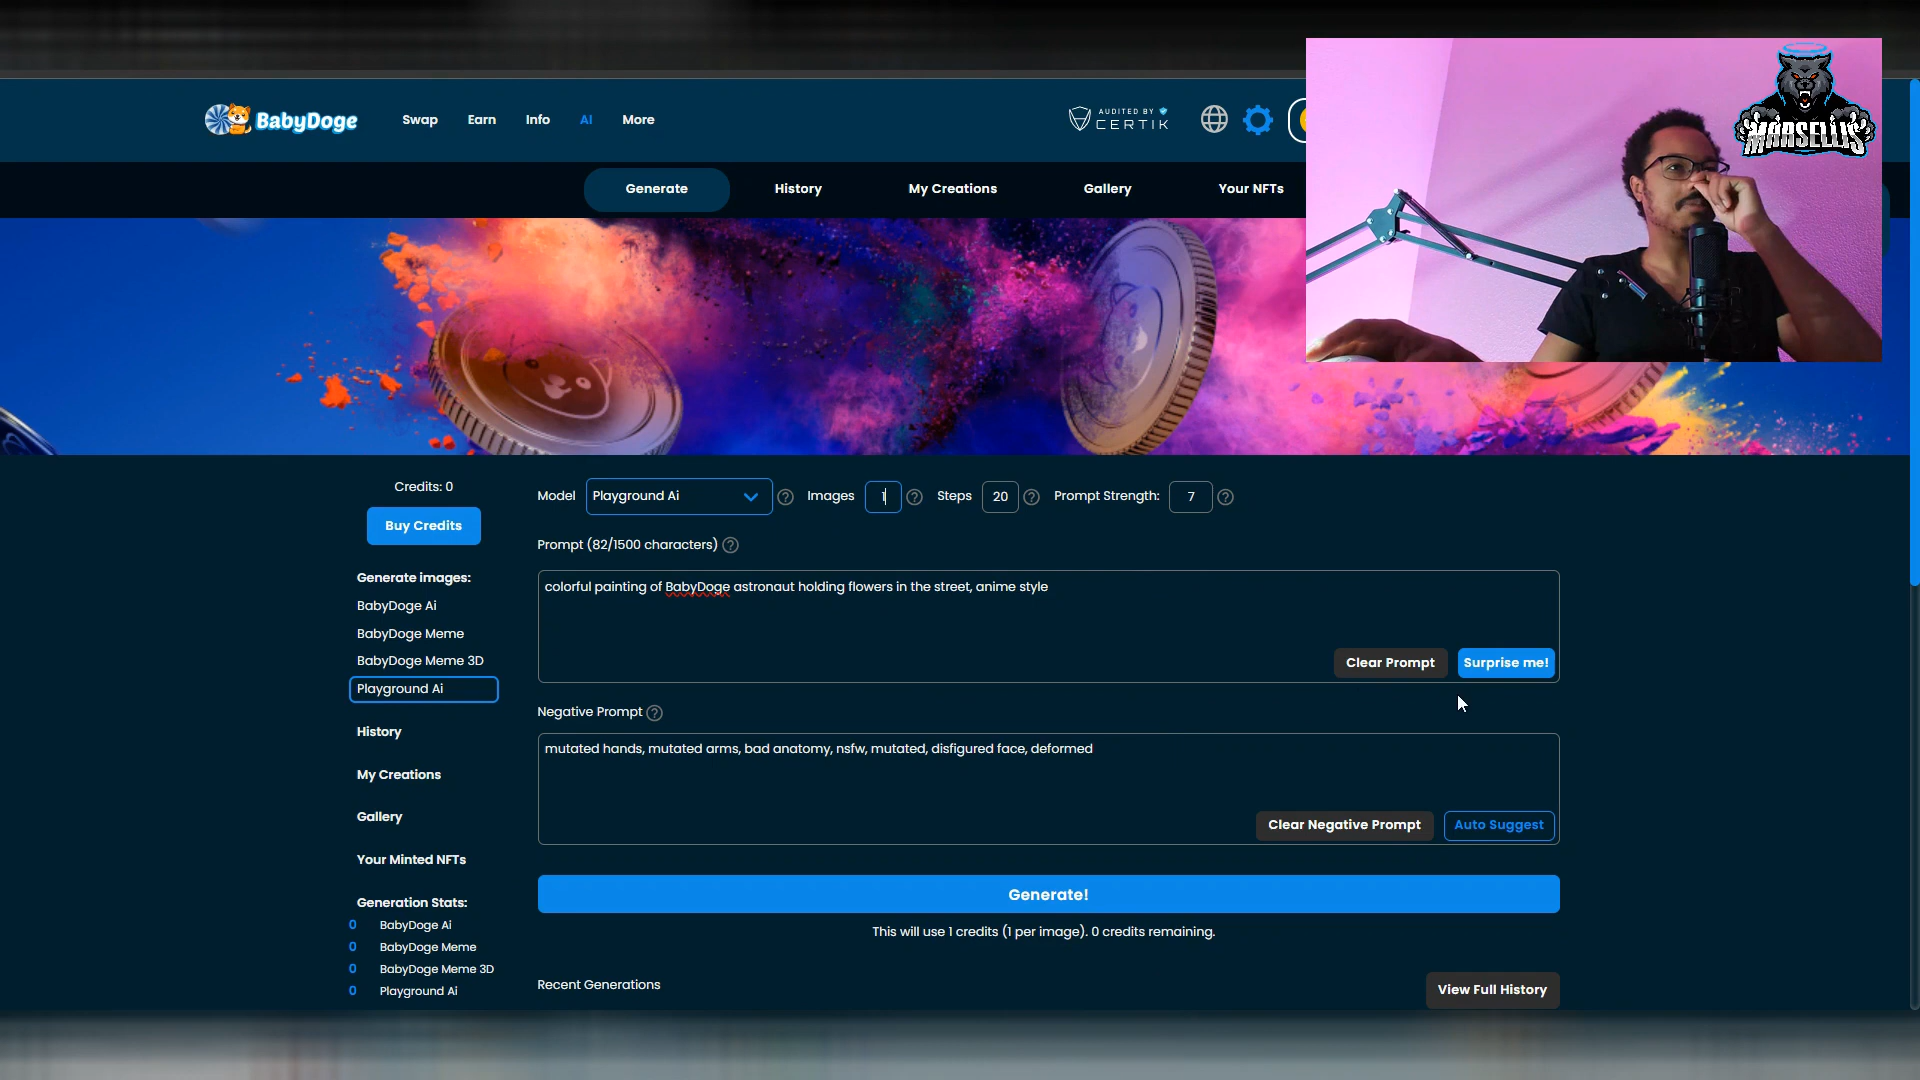 BabyDoge
Swap
Earn
Info
AI
More
AUDITED BY
CERTIK
MARSELLIS
Generate
History
My Creations
Gallery
Your NFTs
Credits: 0
Buy Credits
Model
Playground Ai
Images
1
Steps
20
Prompt Strength:
7
Prompt (82/1500 characters)
colorful painting of BabyDoge astronaut holding flowers in the street, anime style
Clear Prompt
Surprise me!
Negative Prompt
mutated hands, mutated arms, bad anatomy, nsfw, mutated, disfigured face, deformed
Clear Negative Prompt
Auto Suggest
Generate!
This will use 1 credits (1 per image). 0 credits remaining.
Recent Generations
View Full History
Generate images:
BabyDoge Ai
BabyDoge Meme
BabyDoge Meme 3D
Playground Ai
History
My Creations
Gallery
Your Minted NFTs
Generation Stats:
0 BabyDoge Ai
0 BabyDoge Meme
0 BabyDoge Meme 3D
0 Playground Ai